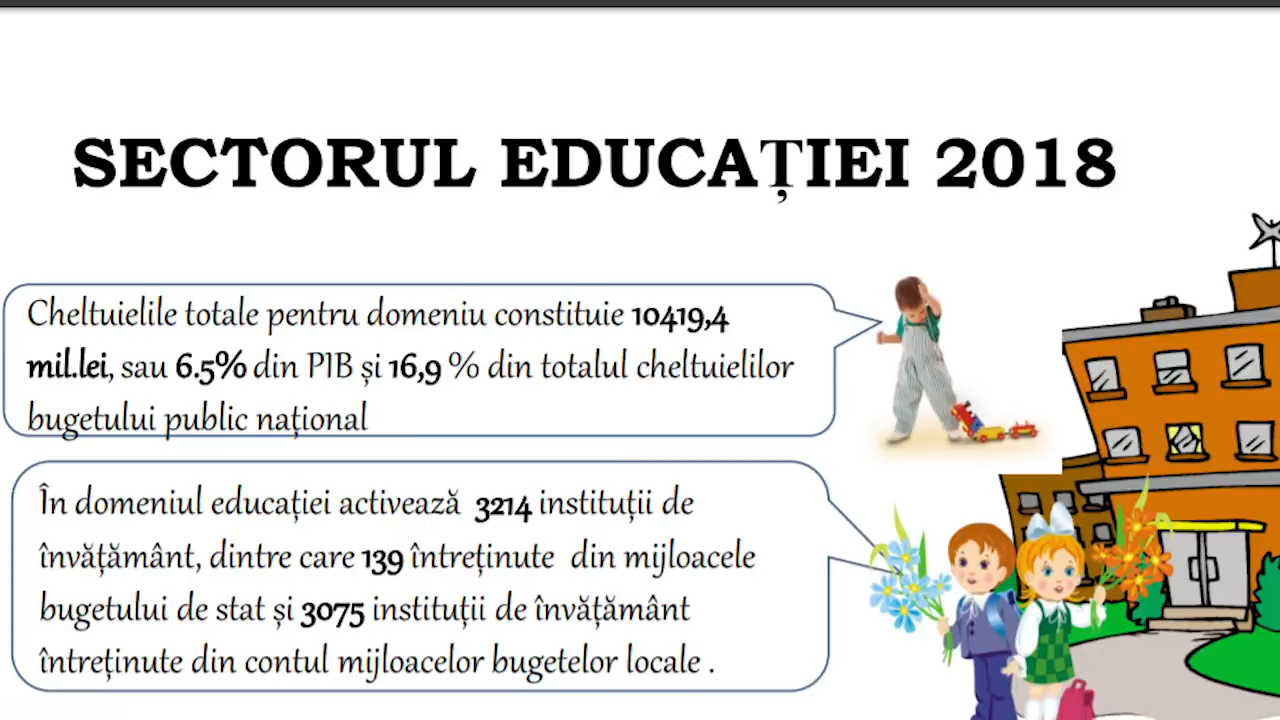 SECTORUL EDUCAȚIEI 2018
Cheltuielile totale pentru domeniu constituie 10419,4
mil.lei, sau 6.5% din PIB și 16,9 % din totalul cheltuielilor
bugetului public național
În domeniul educației activează 3214 instituții de
învățământ, dintre care 139 întreținute din mijloacele
bugetului de stat și 3075 instituții de învățământ
întreținute din contul mijloacelor bugetelor locale .